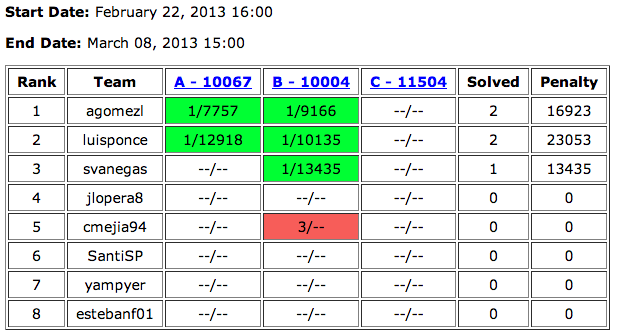 Start Date: February 22, 2013 16:00
End Date: March 08, 2013 15:00
Rank Team A - 10067 B - 10004 C - 11504 Solved Penalty
1 agomezl 1/7757 1/9166 --/-- 2 16923
2 luisponce 1/12918 1/10135 --/-- 2 23053
3 svanegas --/-- 1/13435 --/-- 1 13435
4 jlopera8 --/-- --/-- --/-- 0 0
5 cmejia94 --/-- 3/-- --/-- 0 0
6 SantiSP --/-- --/-- --/-- 0 0
7 yampyer --/-- --/-- --/-- 0 0
8 estebanf01 --/-- --/-- --/-- 0 0